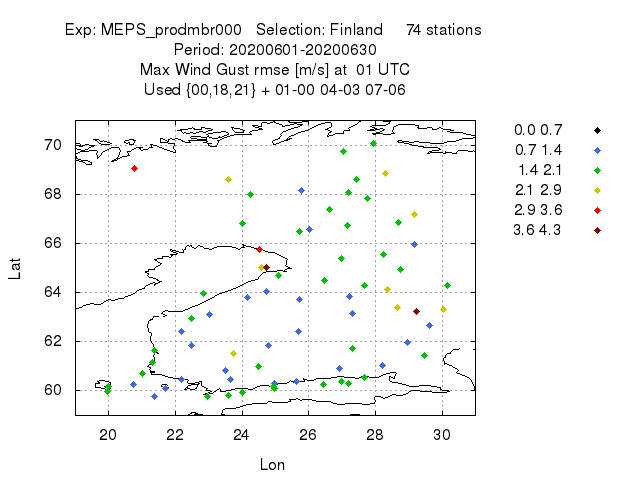 Exp: MEPS_prodmbr000 Selection: Finland 74 stations
Period: 20200601-20200630
Max Wind Gust rmse [m/s] at 01 UTC
Used {00,18,21} + 01-00 04-03 07-06
0.0 0.7
0.7 1.4
1.4 2.1
2.1 2.9
2.9 3.6
3.6 4.3
70
68
66
64
62
60
Lat
20 22 24 26 28 30
Lon